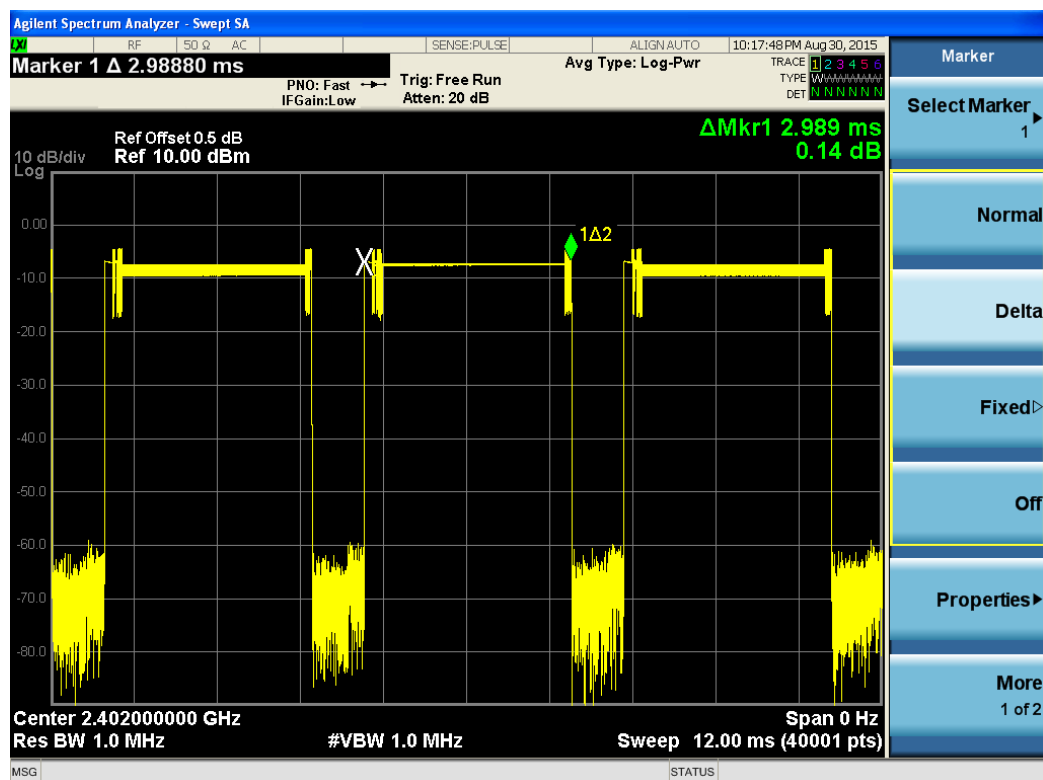 Agilent Spectrum Analyzer - Swept SA
LXI RF 50 Ω AC SENSE:PULSE ALIGN AUTO 10:17:48 PM Aug 30, 2015
Marker 1 Δ 2.98880 ms
PNO: Fast
IFGain:Low
Trig: Free Run
Atten: 20 dB
Avg Type: Log-Pwr
TRACE 1 2 3 4 5 6
TYPE WWWWWW
DET N N N N N N
ΔMkr1 2.989 ms
0.14 dB
Ref Offset 0.5 dB
10 dB/div Ref 10.00 dBm
Log
0.00
-10.0
-20.0
-30.0
-40.0
-50.0
-60.0
-70.0
-80.0
1Δ2
Center 2.402000000 GHz Span 0 Hz
Res BW 1.0 MHz #VBW 1.0 MHz Sweep 12.00 ms (40001 pts)
MSG STATUS
Marker
Select Marker
1
Normal
Delta
Fixed
Off
Properties
More
1 of 2